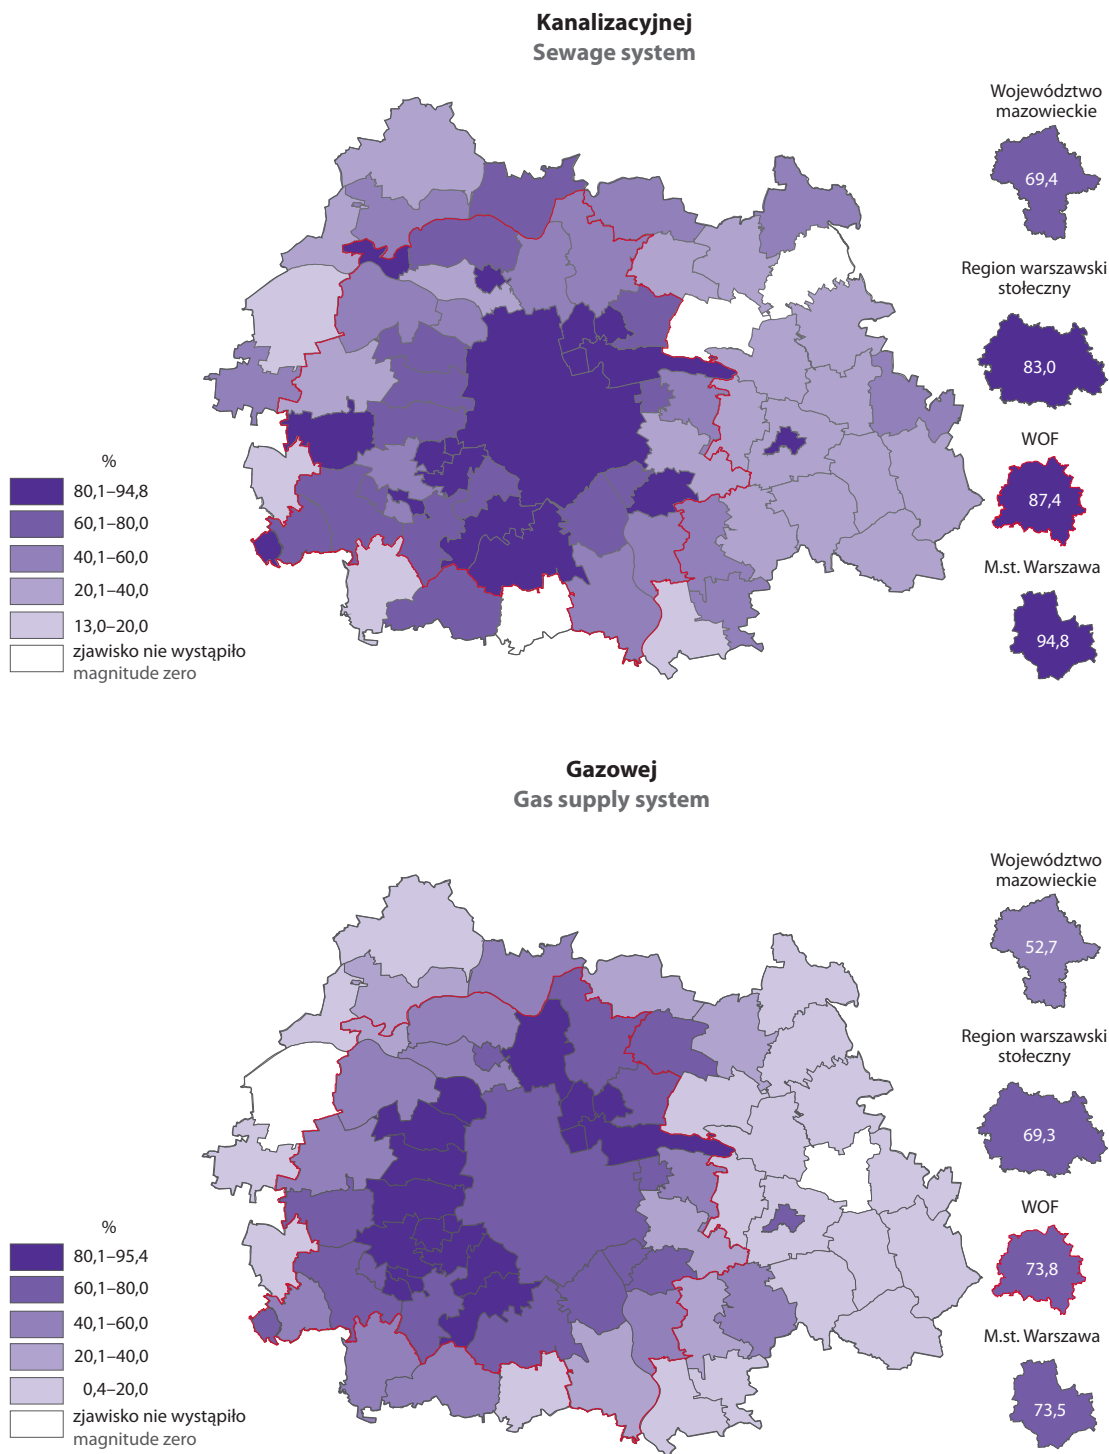 Kanalizacyjnej
Sewage system
Województwo
mazowieckie
69,4
Region warszawski
stołeczny
83,0
WOF
87,4
M.st. Warszawa
94,8
%
80,1–94,8
60,1–80,0
40,1–60,0
20,1–40,0
13,0–20,0
zjawisko nie wystąpiło
magnitude zero
Gazowej
Gas supply system
Województwo
mazowieckie
52,7
Region warszawski
stołeczny
69,3
WOF
73,8
M.st. Warszawa
73,5
%
80,1–95,4
60,1–80,0
40,1–60,0
20,1–40,0
0,4–20,0
zjawisko nie wystąpiło
magnitude zero